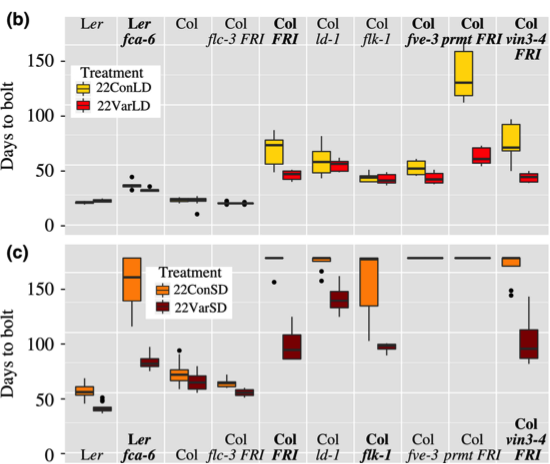 (b)
Ler Ler Col Col Col Col Col Col Col Col
fca-6 flc-3 FRI FRI ld-1 flk-1 fve-3 prmt FRI vin3-4
FRI
Days to bolt
150
100
50
0
Treatment
22ConLD
22VarLD
(c)
Days to bolt
150
100
50
0
Treatment
22ConSD
22VarSD
Col
Ler Col Col Col Col Col Col vin3-4
Ler fca-6 Col flc-3 FRI FRI ld-1 flk-1 fve-3 prmt FRI FRI